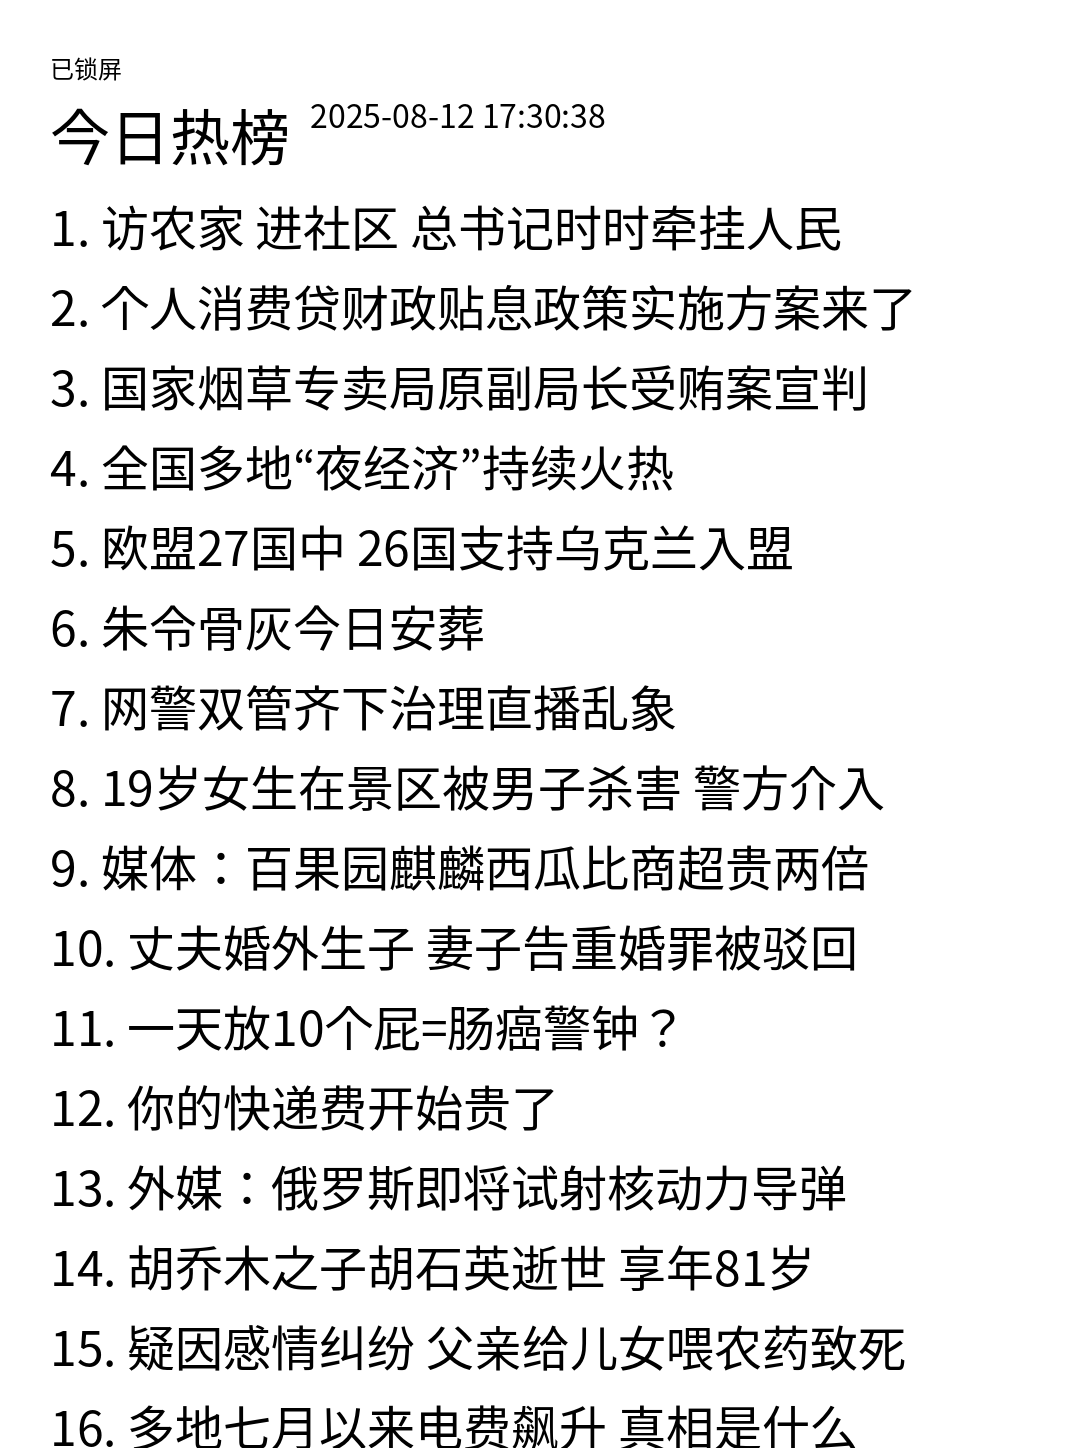 已锁屏
今日热榜 2025-08-12 17:30:38
1. 访农家 进社区 总书记时时牵挂人民
2. 个人消费贷财政贴息政策实施方案来了
3. 国家烟草专卖局原副局长受贿案宣判
4. 全国多地“夜经济”持续火热
5. 欧盟27国中 26国支持乌克兰入盟
6. 朱令骨灰今日安葬
7. 网警双管齐下治理直播乱象
8. 19岁女生在景区被男子杀害 警方介入
9. 媒体：百果园麒麟西瓜比商超贵两倍
10. 丈夫婚外生子 妻子告重婚罪被驳回
11. 一天放10个屁=肠癌警钟？
12. 你的快递费开始贵了
13. 外媒：俄罗斯即将试射核动力导弹
14. 胡乔木之子胡石英逝世 享年81岁
15. 疑因感情纠纷 父亲给儿女喂农药致死
16. 多地七月以来电费飙升 真相是什么